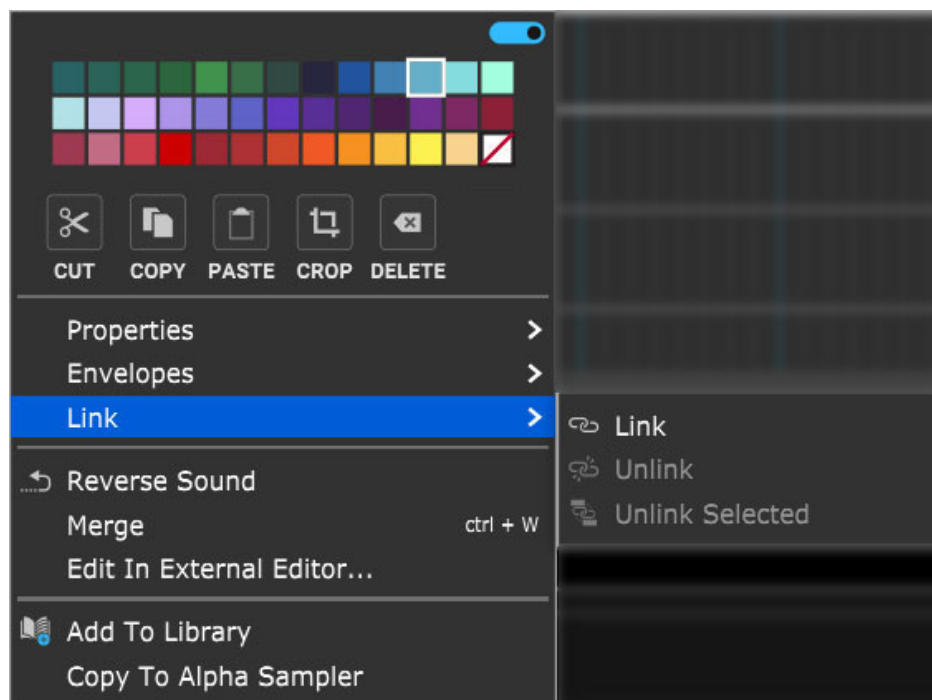 CUT COPY PASTE CROP DELETE
Properties
Envelopes
Link
Link
Unlink
Unlink Selected
Reverse Sound
Merge ctrl + W
Edit In External Editor...
Add To Library
Copy To Alpha Sampler